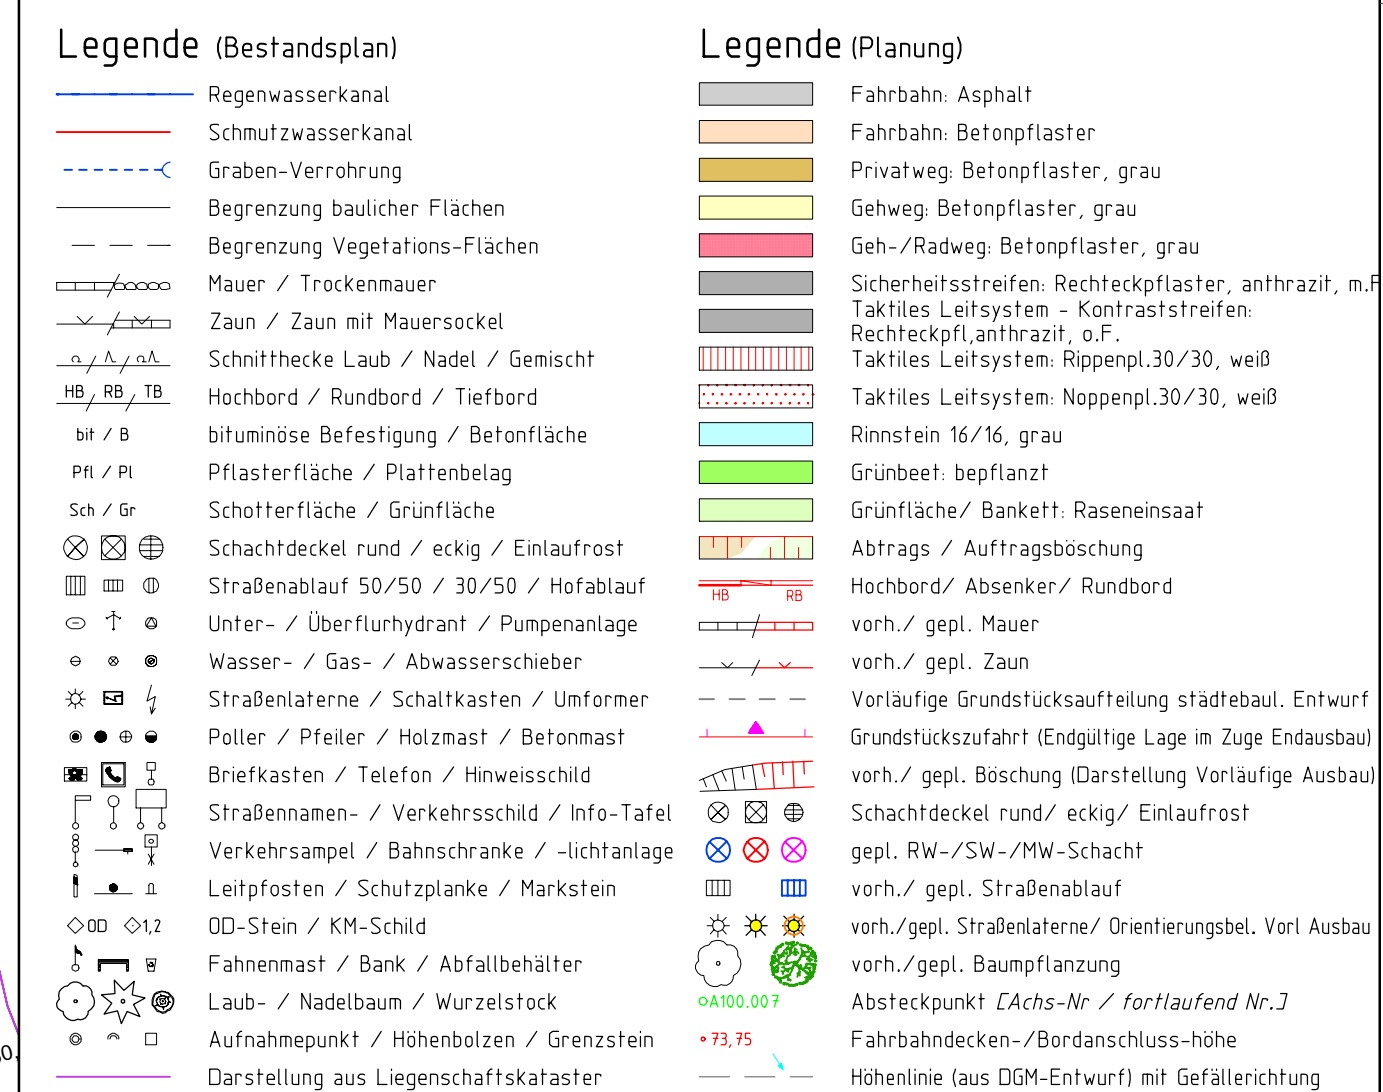 Legende (Bestandsplan)
Regenwasserkanal
Schmutzwasserkanal
Graben-Verrohrung
Begrenzung baulicher Flächen
Begrenzung Vegetations-Flächen
Mauer / Trockenmauer
Zaun / Zaun mit Mauersockel
Schnitthecke Laub / Nadel / Gemischt
HB / RB / TB Hochbord / Rundbord / Tiefbord
bit / B bituminöse Befestigung / Betonfläche
Pfl / Pl Pflasterfläche / Plattenbelag
Sch / Gr Schotterfläche / Grünfläche
Schachtdeckel rund / eckig / Einlaufrost
Straßenablauf 50/50 / 30/50 / Hofablauf
Unter- / Überflurhydrant / Pumpenanlage
Wasser- / Gas- / Abwasserschieber
Straßenlaterne / Schaltkasten / Umformer
Poller / Pfeiler / Holzmast / Betonmast
Briefkasten / Telefon / Hinweisschild
Straßennamen- / Verkehrsschild / Info-Tafel
Verkehrsampel / Bahnschranke / -lichtanlage
Leitpfosten / Schutzplanke / Markstein
OD 1,2 OD-Stein / KM-Schild
Fahnenmast / Bank / Abfallbehälter
Laub- / Nadelbaum / Wurzelstock
Aufnahmepunkt / Höhenbolzen / Grenzstein
Darstellung aus Liegenschaftskataster
Legende (Planung)
Fahrbahn: Asphalt
Fahrbahn: Betonpflaster
Privatweg: Betonpflaster, grau
Gehweg: Betonpflaster, grau
Geh-/Radweg: Betonpflaster, grau
Sicherheitsstreifen: Rechteckpflaster, anthrazit, m.F
Taktiles Leitsystem - Kontraststreifen:
Rechteckpfl,anthrazit, o.F.
Taktiles Leitsystem: Rippenpl.30/30, weiß
Taktiles Leitsystem: Noppenpl.30/30, weiß
Rinnstein 16/16, grau
Grünbeet: bepflanzt
Grünfläche/ Bankett: Raseneinsaat
Abtrags / Auftragsböschung
HB RB Hochbord/ Absenker/ Rundbord
vorh./ gepl. Mauer
vorh./ gepl. Zaun
Vorläufige Grundstücksaufteilung städtebaul. Entwurf
Grundstückszufahrt (Endgültige Lage im Zuge Endausbau)
vorh./ gepl. Böschung (Darstellung Vorläufige Ausbau)
Schachtdeckel rund/ eckig/ Einlaufrost
gepl. RW-/SW-/MW-Schacht
vorh./ gepl. Straßenablauf
vorh./gepl. Straßenlaterne/ Orientierungsbel. Vorl Ausbau
vorh./gepl. Baumpflanzung
A100.007 Absteckpunkt [Achs-Nr / fortlaufend Nr.]
73,75 Fahrbahndecken-/Bordanschluss-höhe
Höhenlinie (aus DGM-Entwurf) mit Gefällerichtung